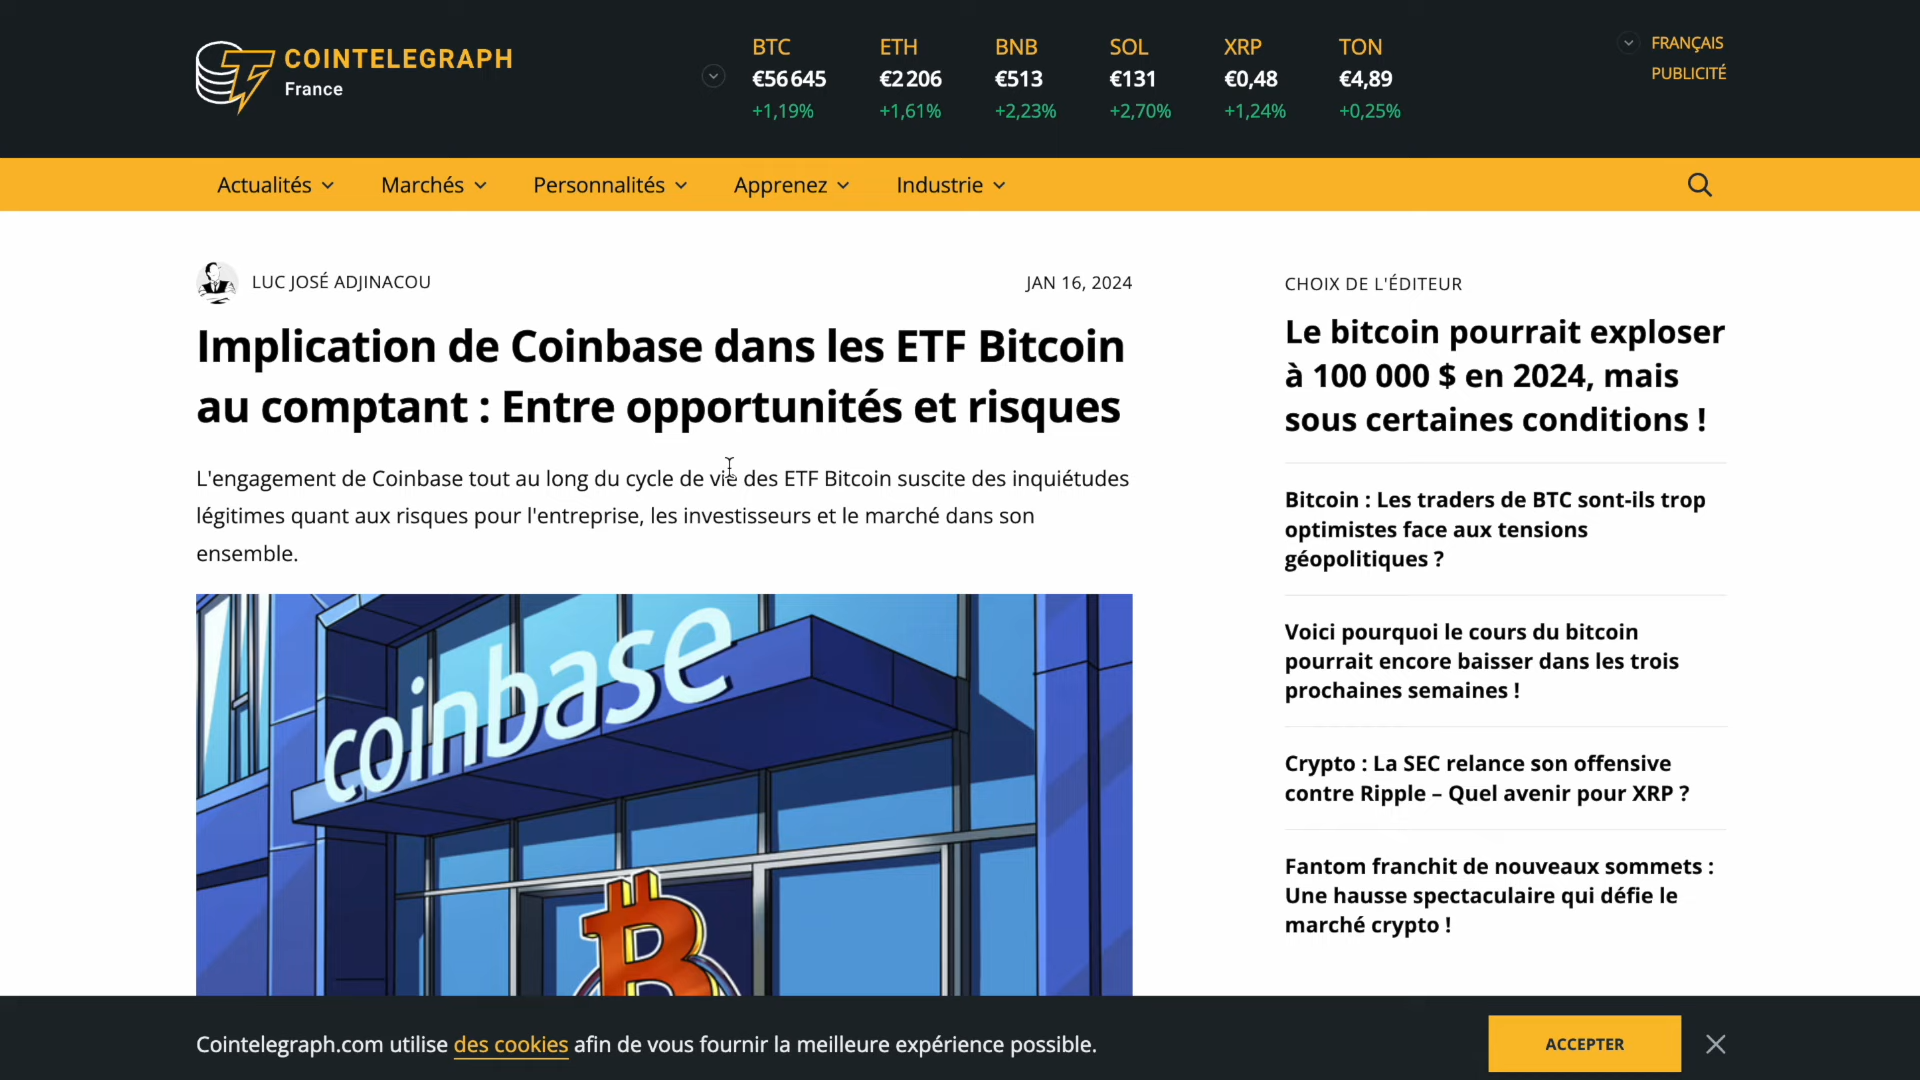 COINTELEGRAPH
France
BTC
€56 645
+1,19%
ETH
€2 206
+1,61%
BNB
€513
+2,23%
SOL
€131
+2,70%
XRP
€0,48
+1,24%
TON
€4,89
+0,25%
FRANÇAIS
PUBLICITÉ
Actualités
Marchés
Personnalités
Apprenez
Industrie
LUC JOSÉ ADJINACOU
JAN 16, 2024
Implication de Coinbase dans les ETF Bitcoin
au comptant : Entre opportunités et risques
L'engagement de Coinbase tout au long du cycle de vie des ETF Bitcoin suscite des inquiétudes
légitimes quant aux risques pour l'entreprise, les investisseurs et le marché dans son
ensemble.
coinbase
CHOIX DE L'ÉDITEUR
Le bitcoin pourrait exploser
à 100 000 $ en 2024, mais
sous certaines conditions !
Bitcoin : Les traders de BTC sont-ils trop
optimistes face aux tensions
géopolitiques ?
Voici pourquoi le cours du bitcoin
pourrait encore baisser dans les trois
prochaines semaines !
Crypto : La SEC relance son offensive
contre Ripple – Quel avenir pour XRP ?
Fantom franchit de nouveaux sommets :
Une hausse spectaculaire qui défie le
marché crypto !
Cointelegraph.com utilise des cookies afin de vous fournir la meilleure expérience possible.
ACCEPTER